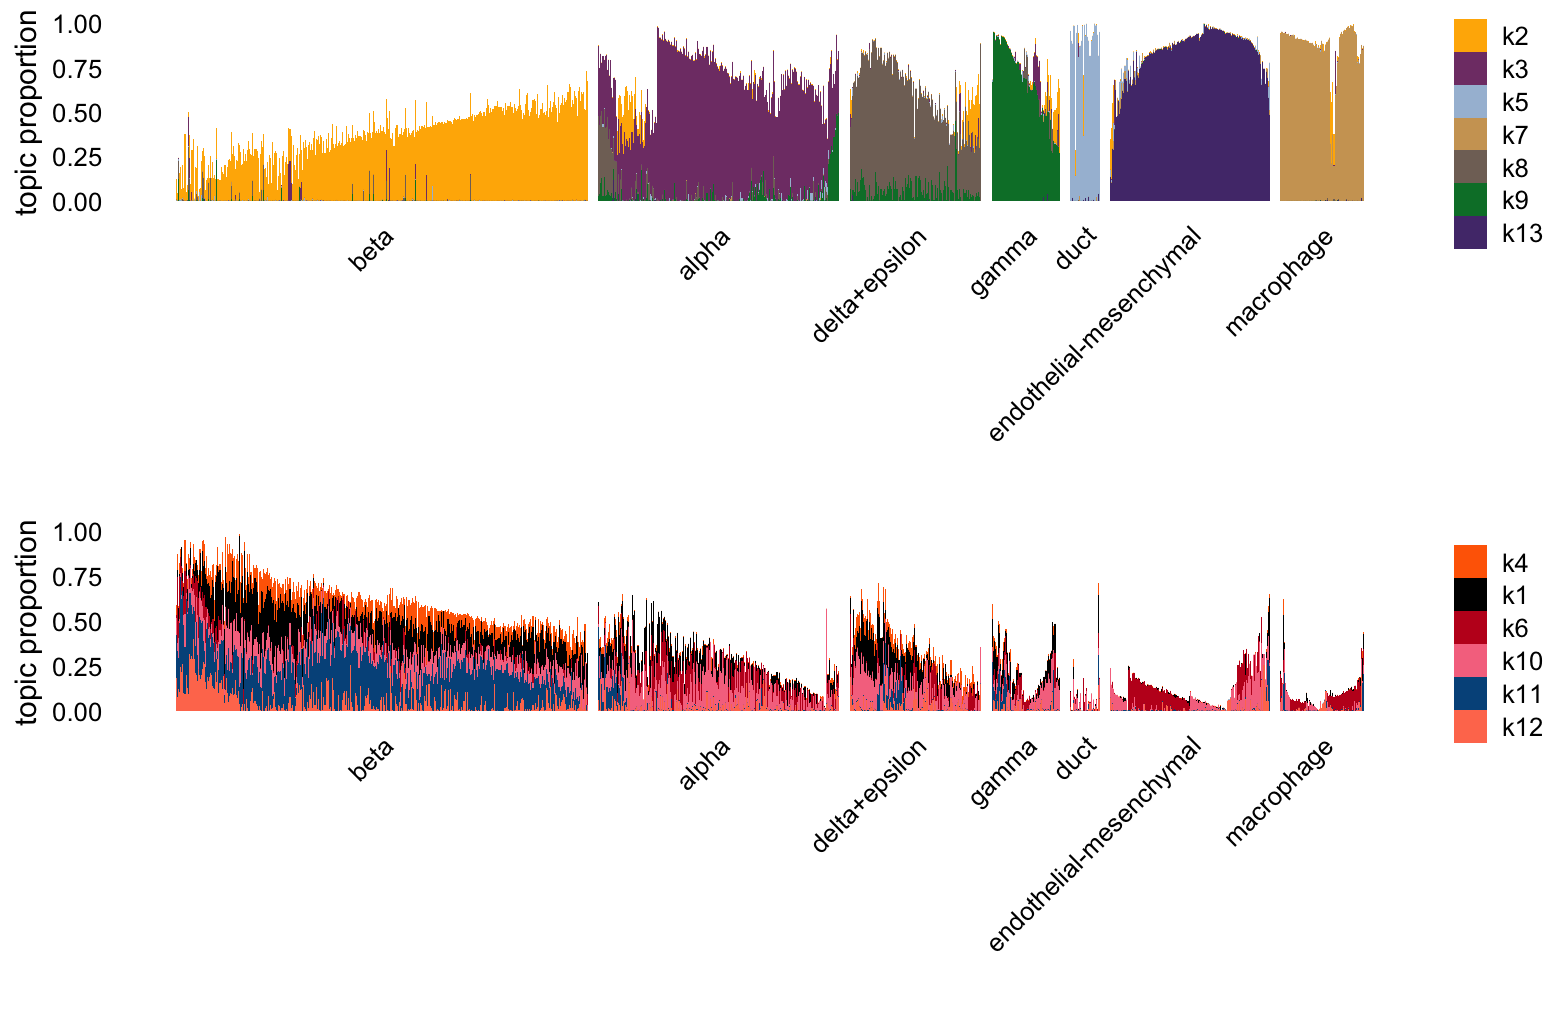 topic proportion
1.00
0.75
0.50
0.25
0.00
beta
alpha
delta+epsilon
gamma
duct
endothelial-mesenchymal
macrophage
k2
k3
k5
k7
k8
k9
k13
topic proportion
1.00
0.75
0.50
0.25
0.00
beta
alpha
delta+epsilon
gamma
duct
endothelial-mesenchymal
macrophage
k4
k1
k6
k10
k11
k12